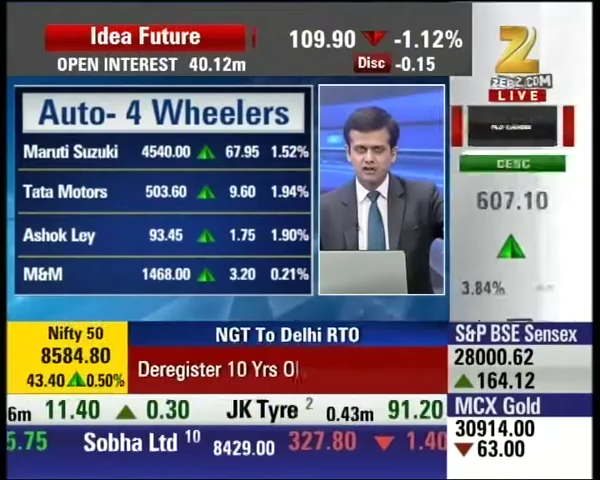 Idea Future
109.90 -1.12%
OPEN INTEREST 40.12m
Disc -0.15
Z
LIVE
Auto- 4 Wheelers
Maruti Suzuki 4540.00 67.95 1.52%
Tata Motors 503.60 9.60 1.94%
Ashok Ley 93.45 1.75 1.90%
M&M 1468.00 3.20 0.21%
CESC
607.10
3.84%
Nifty 50
8584.80
43.40 0.50%
NGT To Delhi RTO
Deregister 10 Yrs O
S&P BSE Sensex
28000.62
164.12
MCX Gold
30914.00
63.00
6m 11.40 0.30 JK Tyre 2 0.43m 91.20
5.75 Sobha Ltd 10 8429.00 327.80 1.40